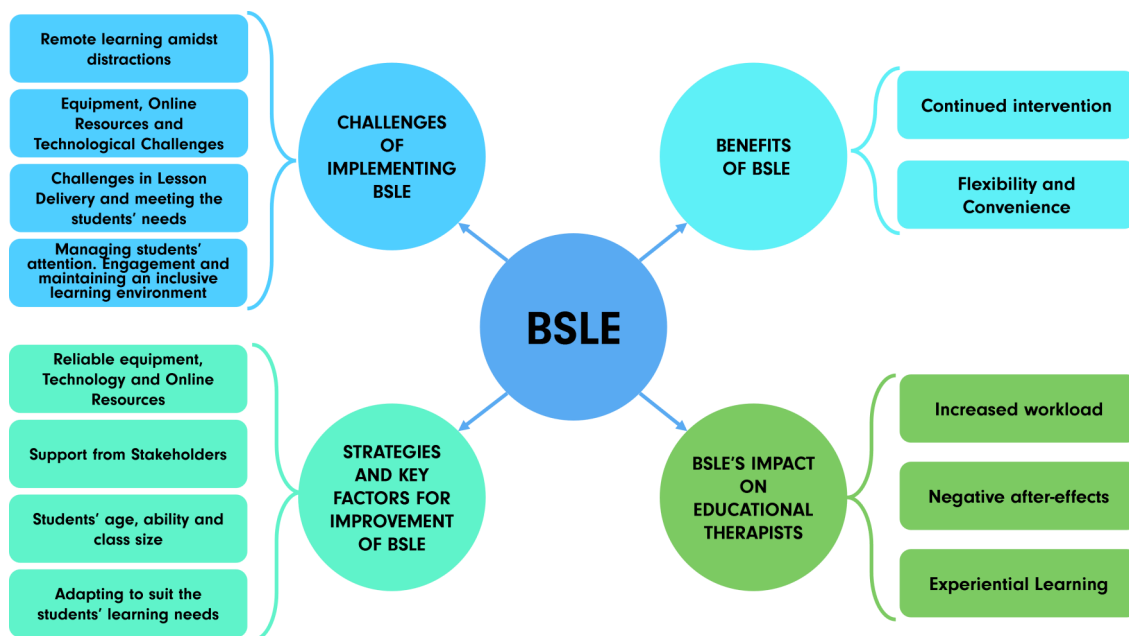 Remote learning amidst
distractions
Equipment, Online
Resources and
Technological Challenges
Challenges in Lesson
Delivery and meeting the
students’ needs
Managing students’
attention. Engagement and
maintaining an inclusive
learning environment
CHALLENGES
OF
IMPLEMENTING
BSLE
BENEFITS
OF BSLE
Continued intervention
Flexibility and
Convenience
BSLE
Reliable equipment,
Technology and Online
Resources
Support from Stakeholders
Students’ age, ability and
class size
Adapting to suit the
students’ learning needs
STRATEGIES
AND KEY
FACTORS FOR
IMPROVEMENT
OF BSLE
BSLE’S IMPACT
ON
EDUCATIONAL
THERAPISTS
Increased workload
Negative after-effects
Experiential Learning